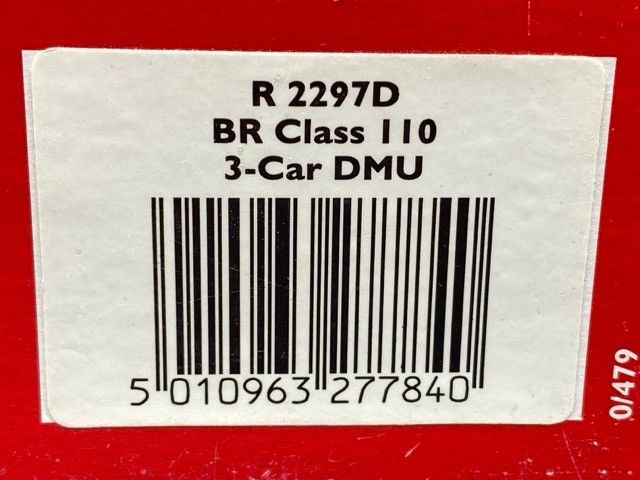 R 2297D
BR Class 110
3-Car DMU
5 010963 277840
0/479